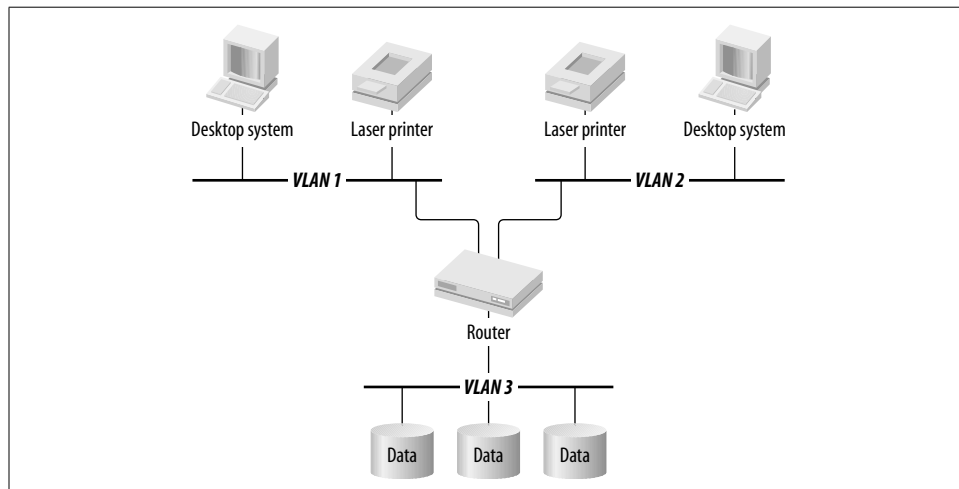 Desktop system
Laser printer
Laser printer
Desktop system
VLAN 1
VLAN 2
Router
VLAN 3
Data
Data
Data